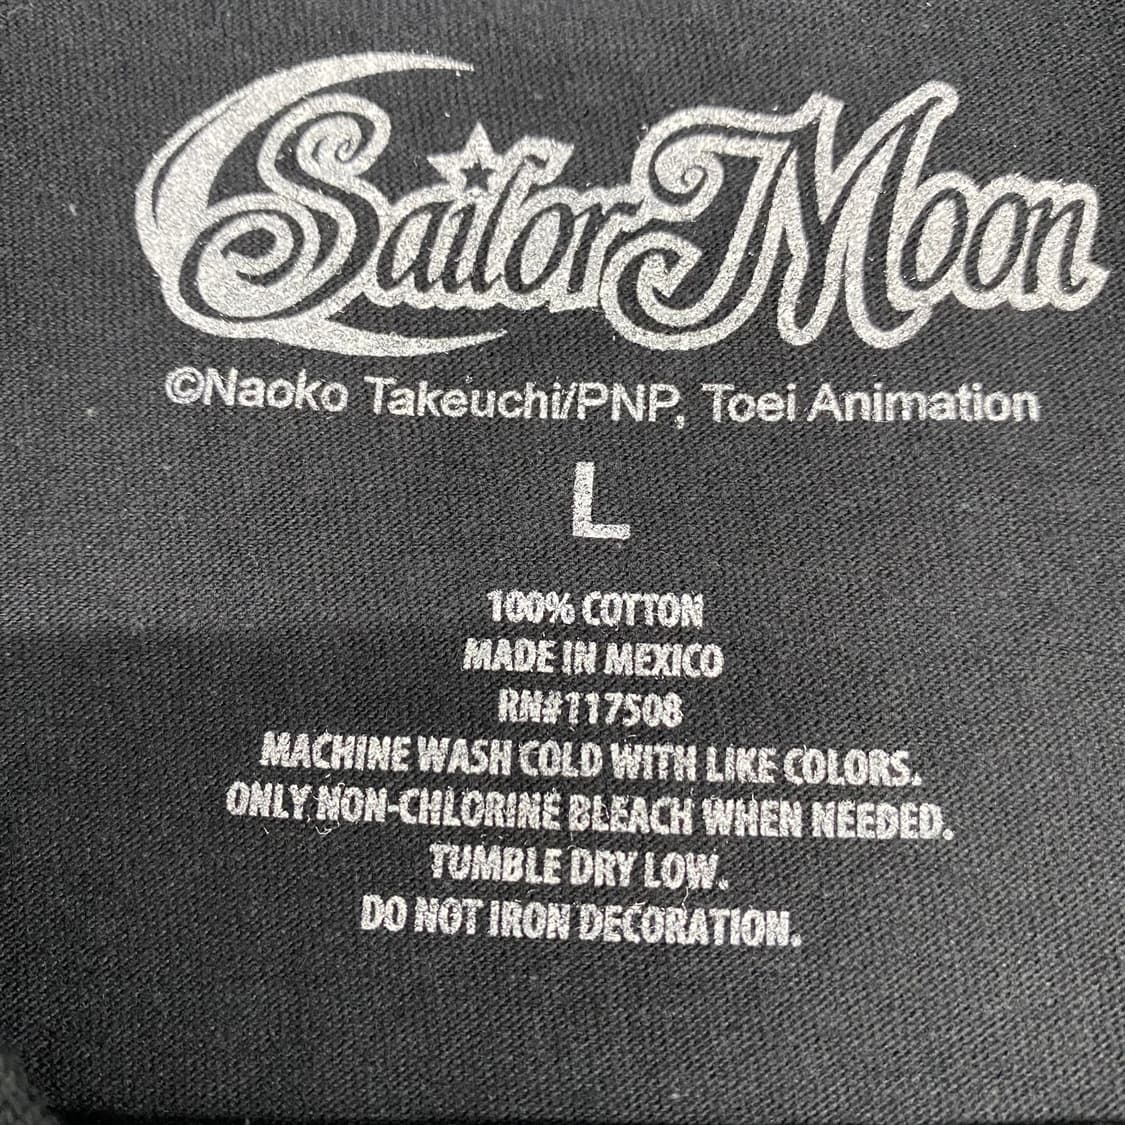 Sailor Moon
©Naoko Takeuchi/PNP, Toei Animation
L
100% COTTON
MADE IN MEXICO
RN#117508
MACHINE WASH COLD WITH LIKE COLORS.
ONLY NON-CHLORINE BLEACH WHEN NEEDED.
TUMBLE DRY LOW.
DO NOT IRON DECORATION.